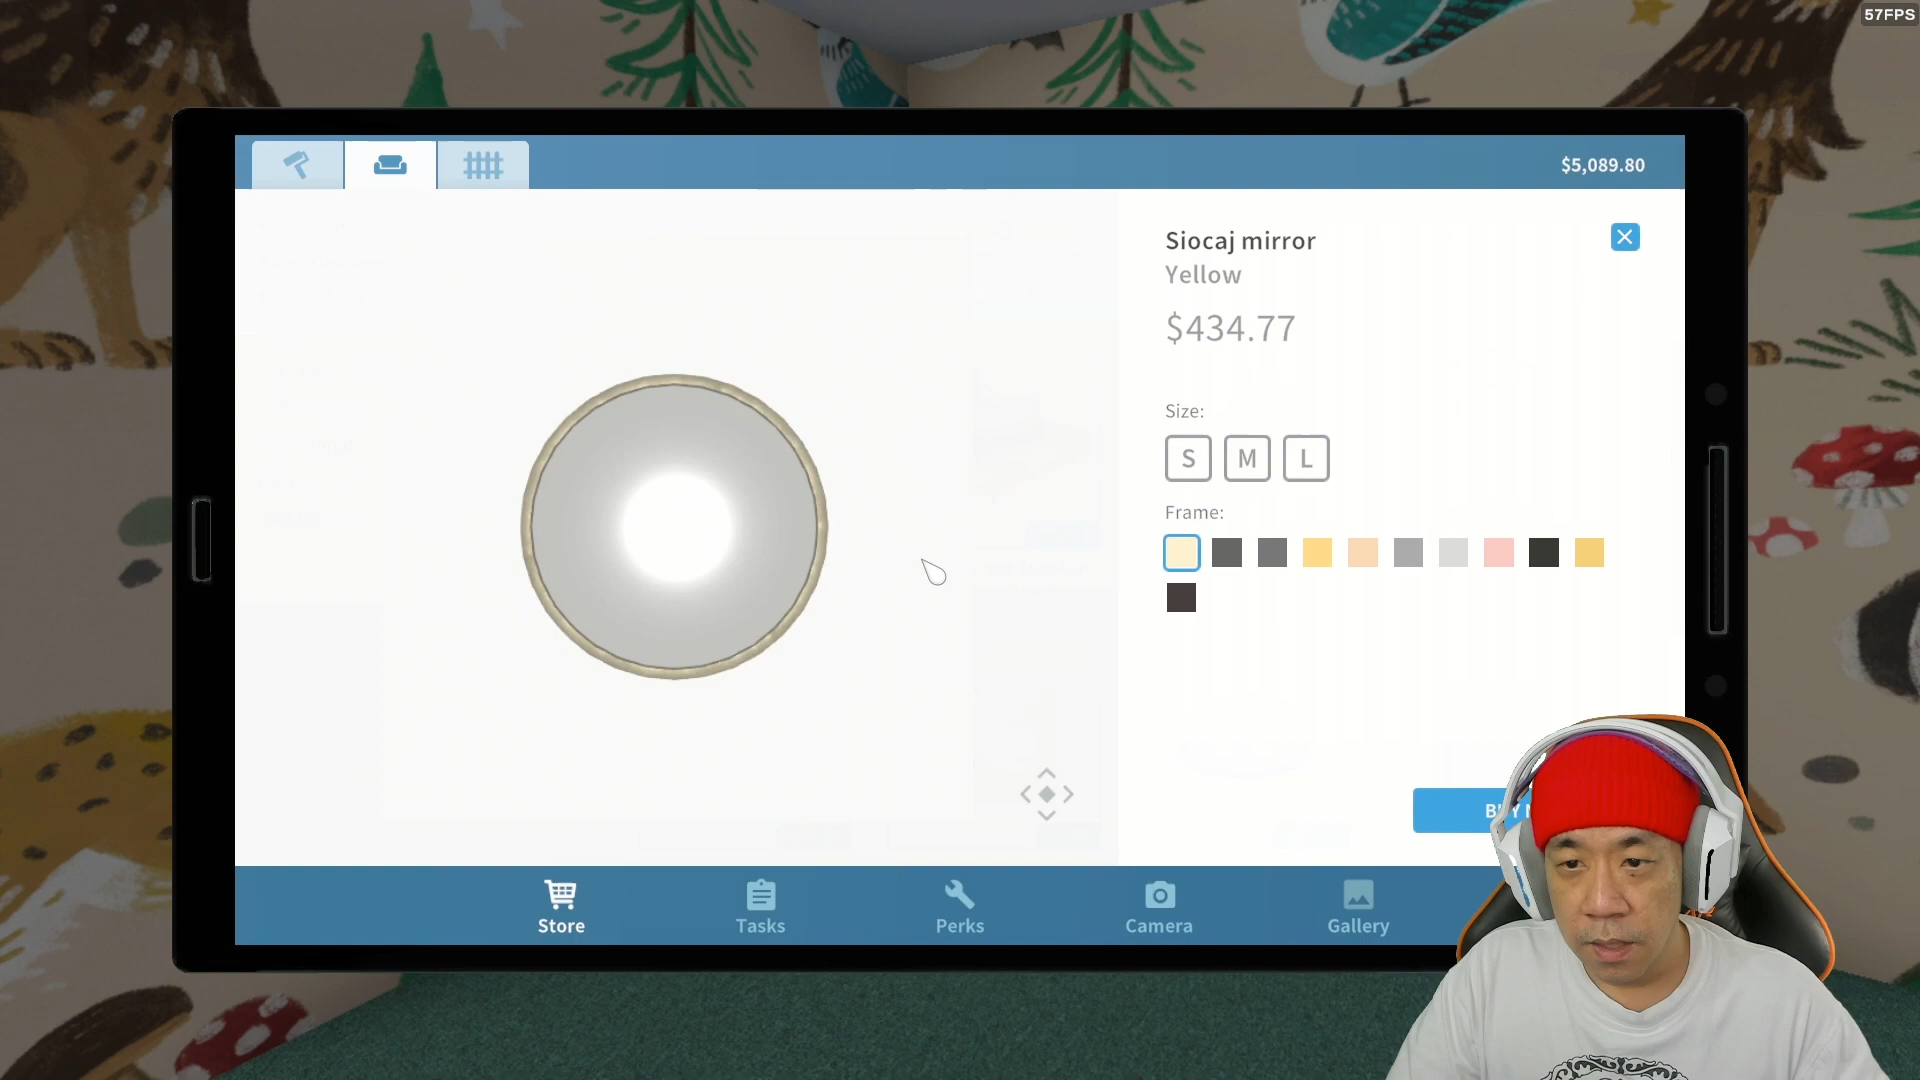 57FPS
$5,089.80
Siocaj mirror
Yellow
$434.77
Size:
S M L
Frame:
Store Tasks Perks Camera Gallery